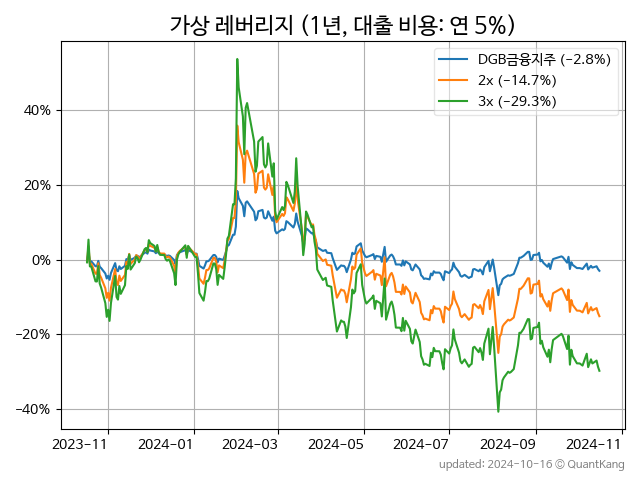 가상 레버리지 (1년, 대출 비용: 연 5%)
DGB금융지주 (−2.8%)
2x (−14.7%)
3x (−29.3%)
40%
20%
0%
−20%
−40%
2023-11 2024-01 2024-03 2024-05 2024-07 2024-09 2024-11
updated: 2024-10-16 © QuantKang